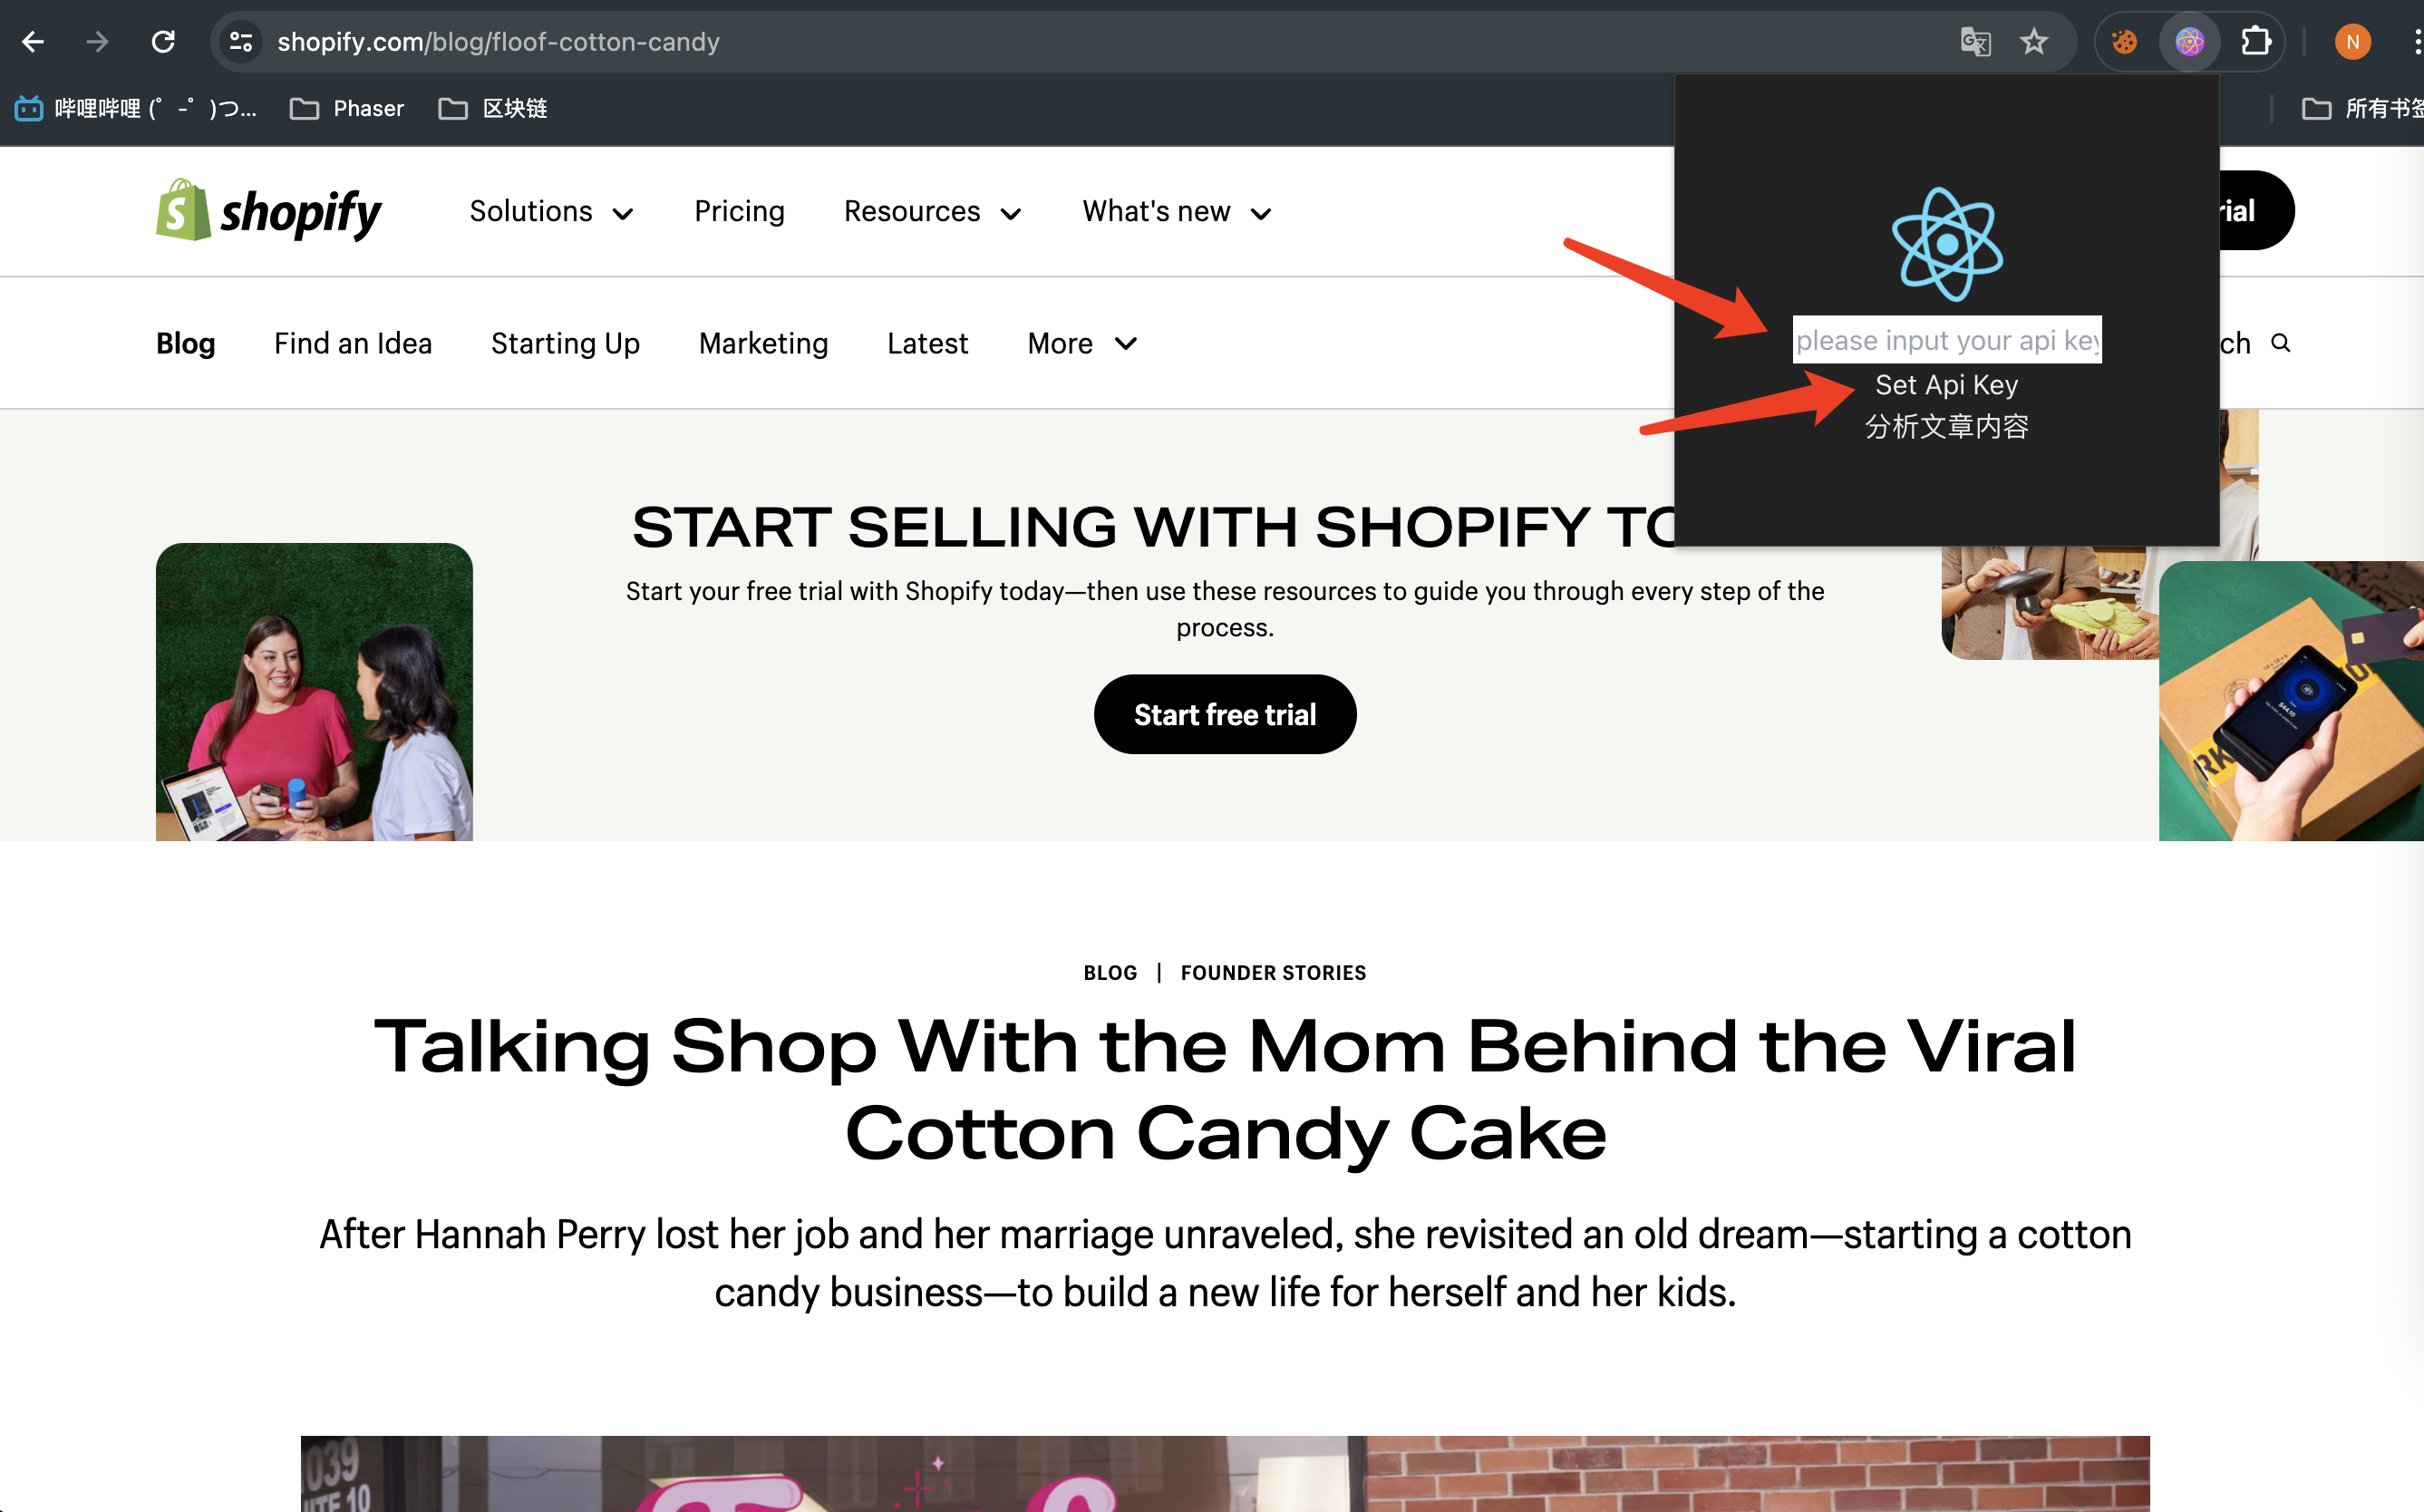 shopify.com/blog/floof-cotton-candy
N
哔哩哔哩 (゜-゜)つ...
Phaser
区块链
所有书签
shopify
Solutions
Pricing
Resources
What's new
rial
Blog
Find an Idea
Starting Up
Marketing
Latest
More
ch
please input your api key
Set Api Key
分析文章内容
START SELLING WITH SHOPIFY TO
Start your free trial with Shopify today—then use these resources to guide you through every step of the
process.
Start free trial
BLOG | FOUNDER STORIES
Talking Shop With the Mom Behind the Viral
Cotton Candy Cake
After Hannah Perry lost her job and her marriage unraveled, she revisited an old dream—starting a cotton
candy business—to build a new life for herself and her kids.
1039
UITE 10